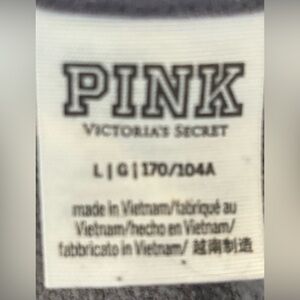 PINK
VICTORIA'S SECRET
L | G | 170/104A
made in Vietnam/fabriqué au
Vietnam/hecho en Vietnam/
fabbricato in Vietnam/ 越南制造